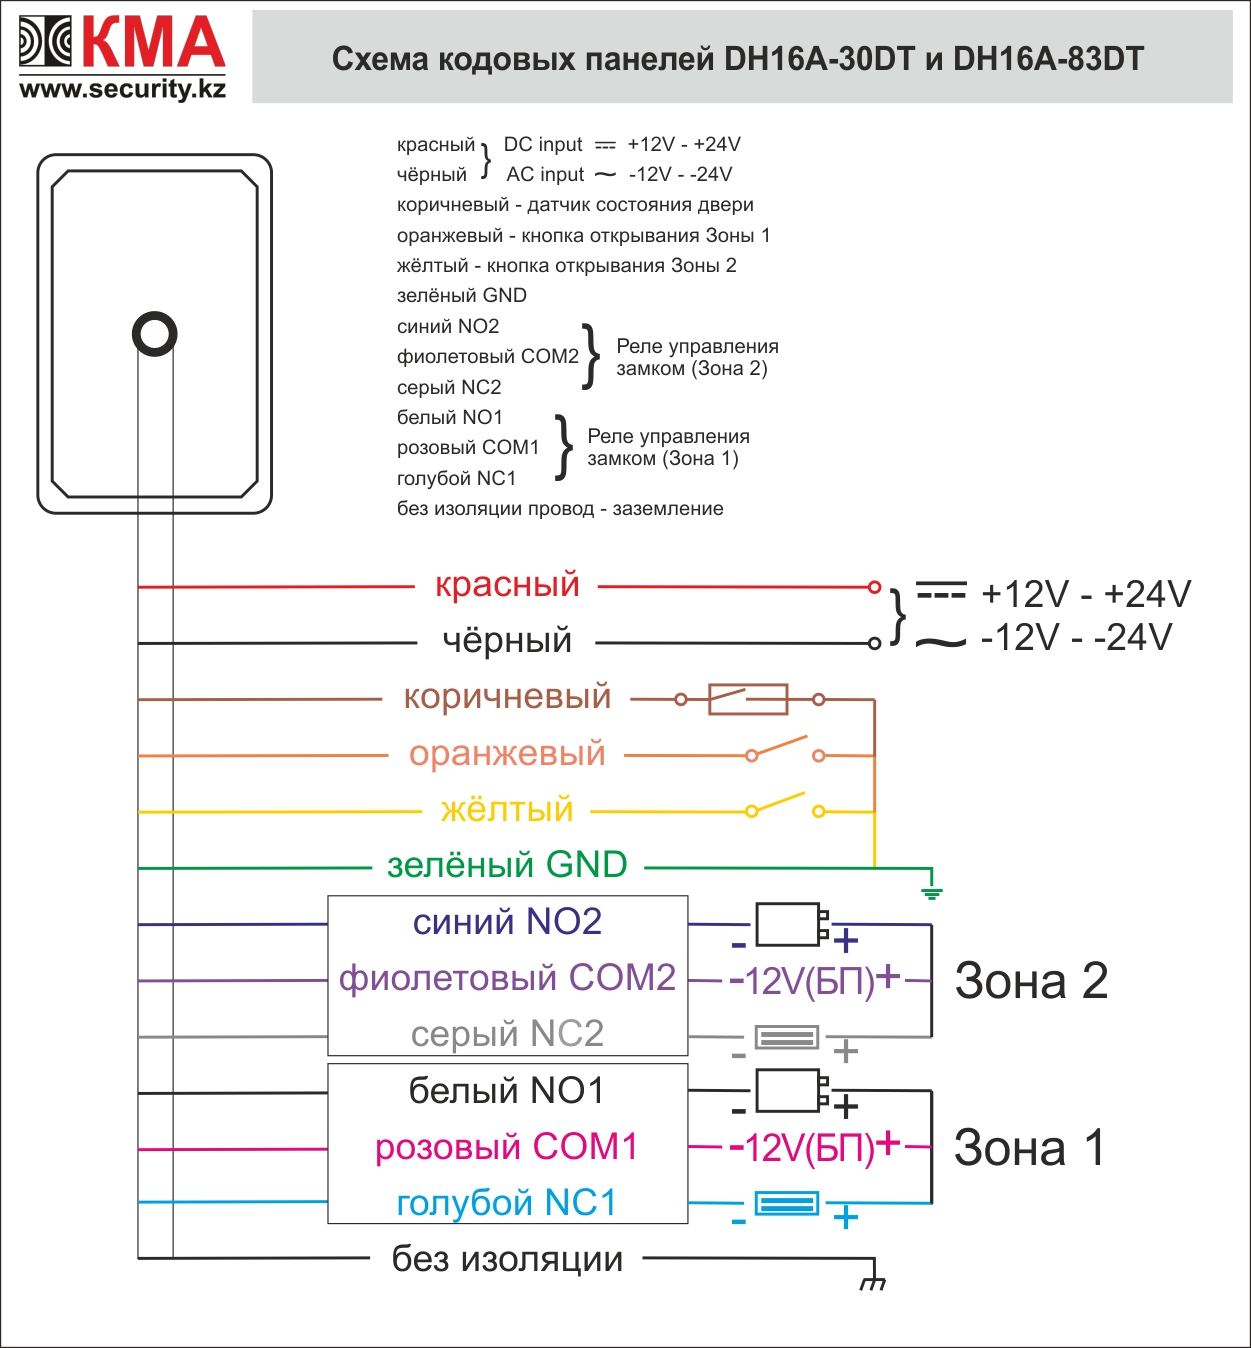 КМА
www.security.kz
Схема кодовых панелей DH16A-30DT и DH16A-83DT
красный } DC input +12V - +24V
чёрный AC input ~ -12V - -24V
коричневый - датчик состояния двери
оранжевый - кнопка открывания Зоны 1
жёлтый - кнопка открывания Зоны 2
зелёный GND
синий NO2
фиолетовый COM2
серый NC2
Реле управления
замком (Зона 2)
белый NO1
розовый COM1
голубой NC1
Реле управления
замком (Зона 1)
без изоляции провод - заземление
красный
+12V - +24V
чёрный
-12V - -24V
коричневый
оранжевый
жёлтый
зелёный GND
синий NO2
- +
фиолетовый COM2
-12V(БП)+
Зона 2
серый NC2
- +
белый NO1
- +
розовый COM1
-12V(БП)+
Зона 1
голубой NC1
- +
без изоляции